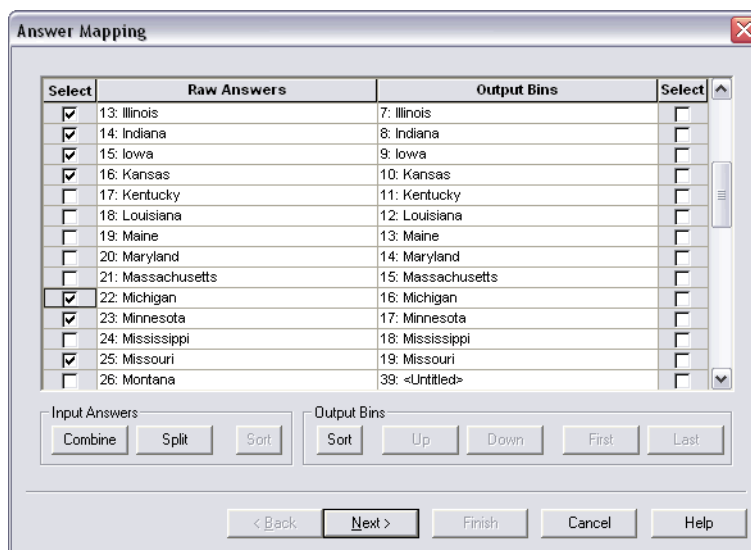 Answer Mapping
Select Raw Answers Output Bins Select
13: Illinois 7: Illinois
14: Indiana 8: Indiana
15: Iowa 9: Iowa
16: Kansas 10: Kansas
17: Kentucky 11: Kentucky
18: Louisiana 12: Louisiana
19: Maine 13: Maine
20: Maryland 14: Maryland
21: Massachusetts 15: Massachusetts
22: Michigan 16: Michigan
23: Minnesota 17: Minnesota
24: Mississippi 18: Mississippi
25: Missouri 19: Missouri
26: Montana 39: <Untitled>
Input Answers Output Bins
Combine Split Sort Sort Up Down First Last
< Back Next > Finish Cancel Help